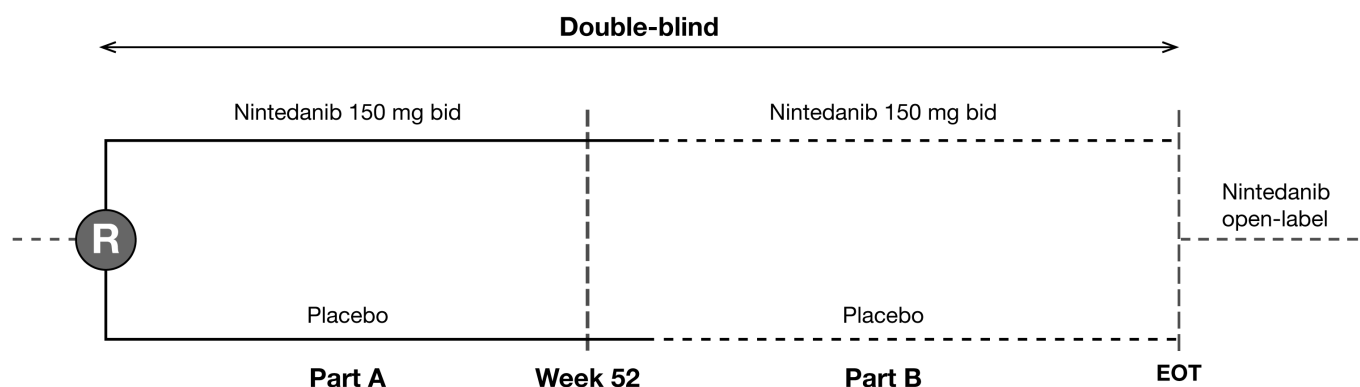 Double-blind
Nintedanib 150 mg bid
Nintedanib 150 mg bid
R
Nintedanib
open-label
Placebo
Placebo
Part A
Week 52
Part B
EOT